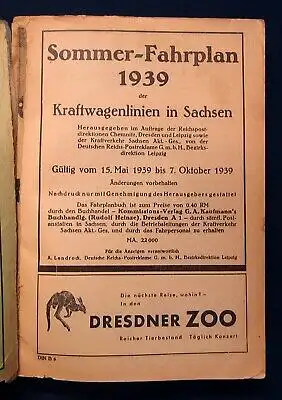 Sommer-Fahrplan
1939
der
Kraftwagenlinien in Sachsen
Herausgegeben im Auftrage der Reichspost-
direktionen Chemnitz, Dresden und Leipzig sowie
der Kraftverkehr Sachsen Akt.-Ges. von der
Deutschen Reichs-Postreklame G. m. b. H., Bezirks-
direktion Leipzig
Gültig vom 15. Mai 1939 bis 7. Oktober 1939
Änderungen vorbehalten
Nachdruck nur mit Genehmigung des Herausgebers gestattet
Das Fahrplanbuch ist zum Preise von 0.40 RM
durch den Buchhandel – Kommissions-Verlag G. A. Kaufmann's
Buchhandlg. (Rudolf Heinze), Dresden A 1 – durch sämtl. Post-
anstalten in Sachsen, durch die Betriebsleitungen der Kraftverkehr
Sachsen Akt.-Ges. und durch das Fahrpersonal zu erhalten
MA. 22 000
Für die Anzeigen verantwortlich
A. Landrock, Deutsche Reichs-Postreklame G. m. b. H., Bezirksdirektion Leipzig
Die nächste Reise, wohin? -
In den
DRESDNER ZOO
Reicher Tierbestand Täglich Konzert
DIN B 6